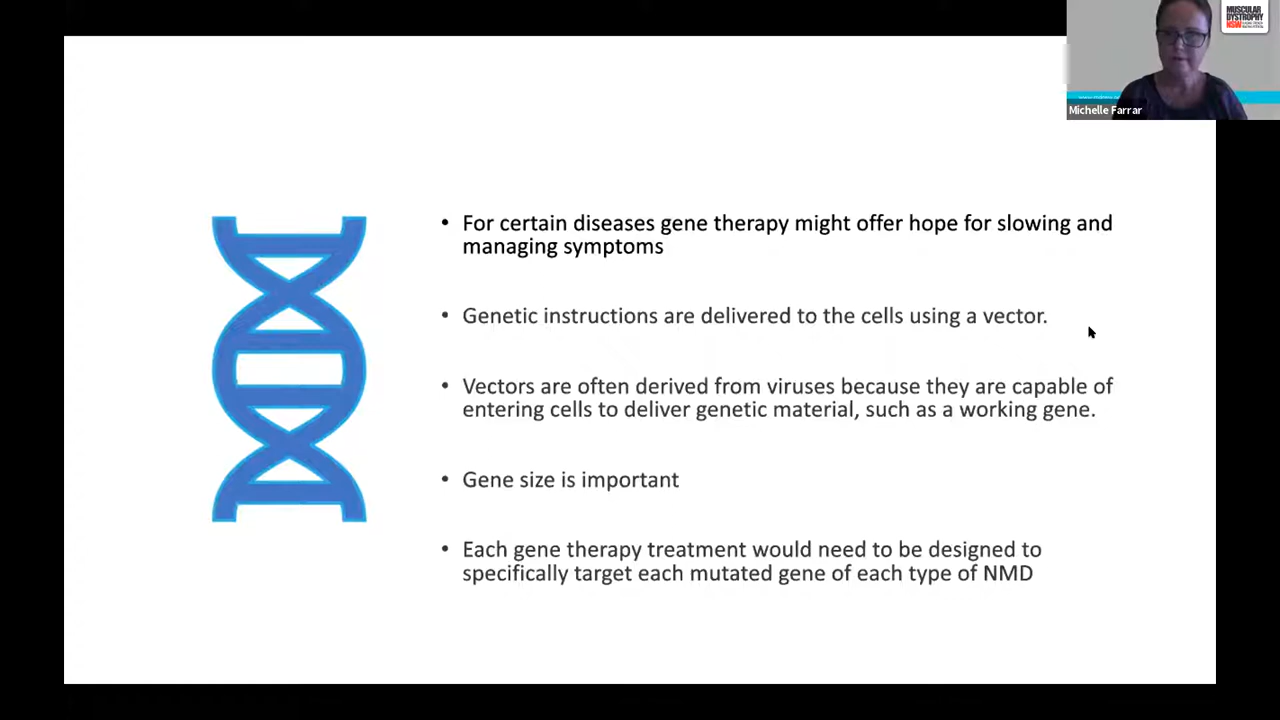 MUSCULAR
DYSTROPHY
NSW
Michelle Farrar
• For certain diseases gene therapy might offer hope for slowing and
managing symptoms
• Genetic instructions are delivered to the cells using a vector.
• Vectors are often derived from viruses because they are capable of
entering cells to deliver genetic material, such as a working gene.
• Gene size is important
• Each gene therapy treatment would need to be designed to
specifically target each mutated gene of each type of NMD